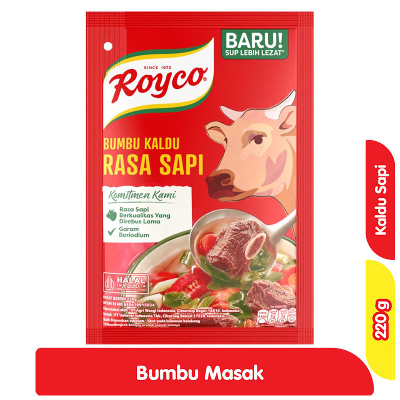 BARU!
SUP LEBIH LEZAT*
SINCE 1972
Royco
BUMBU KALDU
RASA SAPI
Komitmen Kami
Rasa Sapi
Berkualitas Yang
Direbus Lama
Garam
Beriodium
HALAL
INDONESIA
Kaldu Sapi
220 g
Bumbu Masak